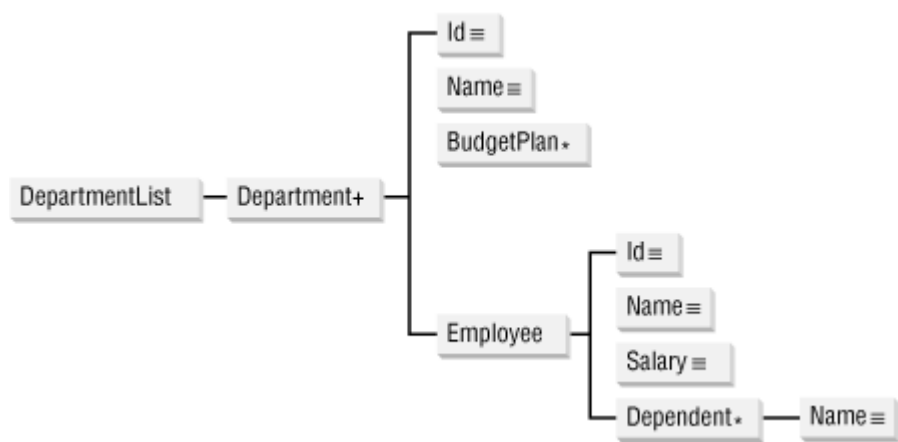 Id≡
Name≡
BudgetPlan*
DepartmentList
Department+
Id≡
Name≡
Employee
Salary≡
Dependent*
Name≡